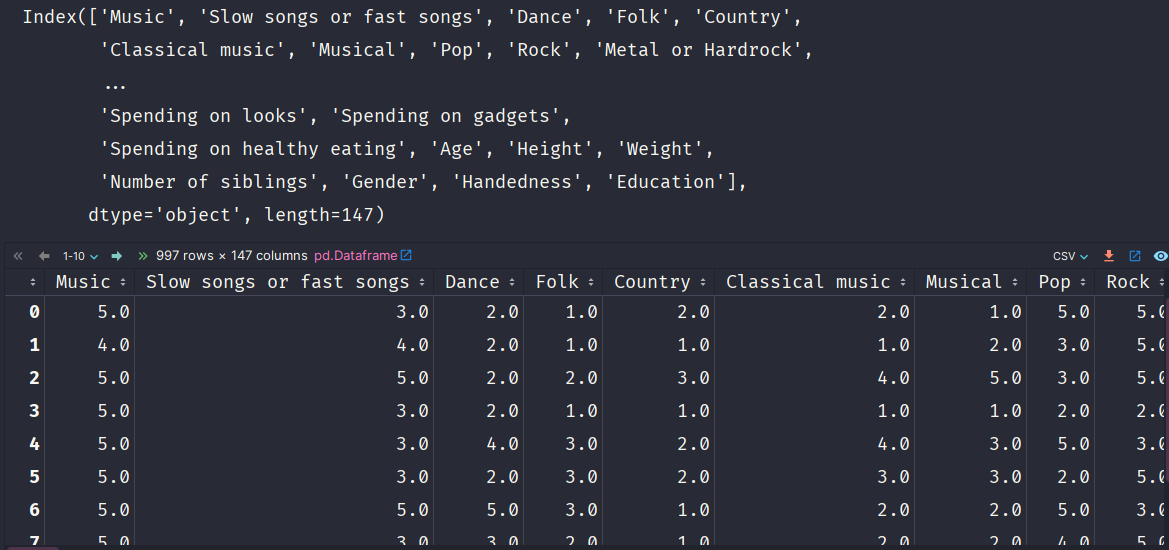 Index(['Music', 'Slow songs or fast songs', 'Dance', 'Folk', 'Country',
'Classical music', 'Musical', 'Pop', 'Rock', 'Metal or Hardrock',
...
'Spending on looks', 'Spending on gadgets',
'Spending on healthy eating', 'Age', 'Height', 'Weight',
'Number of siblings', 'Gender', 'Handedness', 'Education'],
dtype='object', length=147)
1-10 997 rows × 147 columns pd.Dataframe CSV
Music Slow songs or fast songs Dance Folk Country Classical music Musical Pop Rock
0 5.0 3.0 2.0 1.0 2.0 2.0 1.0 5.0 5.0
1 4.0 4.0 2.0 1.0 1.0 1.0 2.0 3.0 5.0
2 5.0 5.0 2.0 2.0 3.0 4.0 5.0 3.0 5.0
3 5.0 3.0 2.0 1.0 1.0 1.0 1.0 2.0 2.0
4 5.0 3.0 4.0 3.0 2.0 4.0 3.0 5.0 3.0
5 5.0 3.0 2.0 3.0 2.0 3.0 3.0 2.0 5.0
6 5.0 5.0 5.0 3.0 1.0 2.0 2.0 5.0 3.0
7 5.0 3.0 3.0 2.0 1.0 2.0 2.0 4.0 5.0